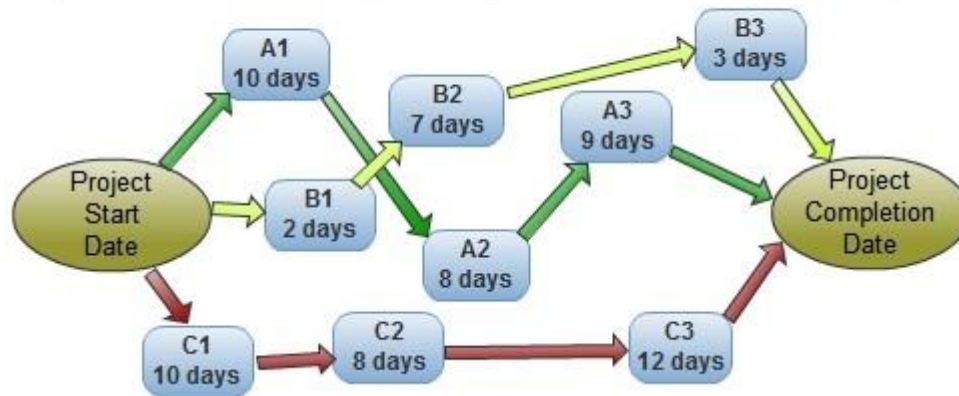 A1
10 days
B3
3 days
B2
7 days
A3
9 days
Project
Start
Date
B1
2 days
Project
Completion
Date
A2
8 days
C1
10 days
C2
8 days
C3
12 days